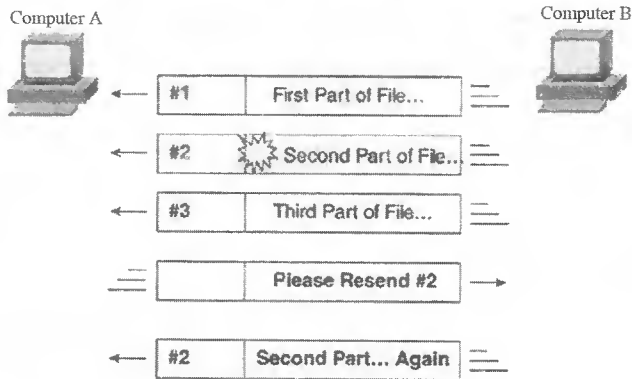 Computer A
Computer B
#1 First Part of File...
#2 Second Part of File...
#3 Third Part of File...
Please Resend #2
#2 Second Part... Again